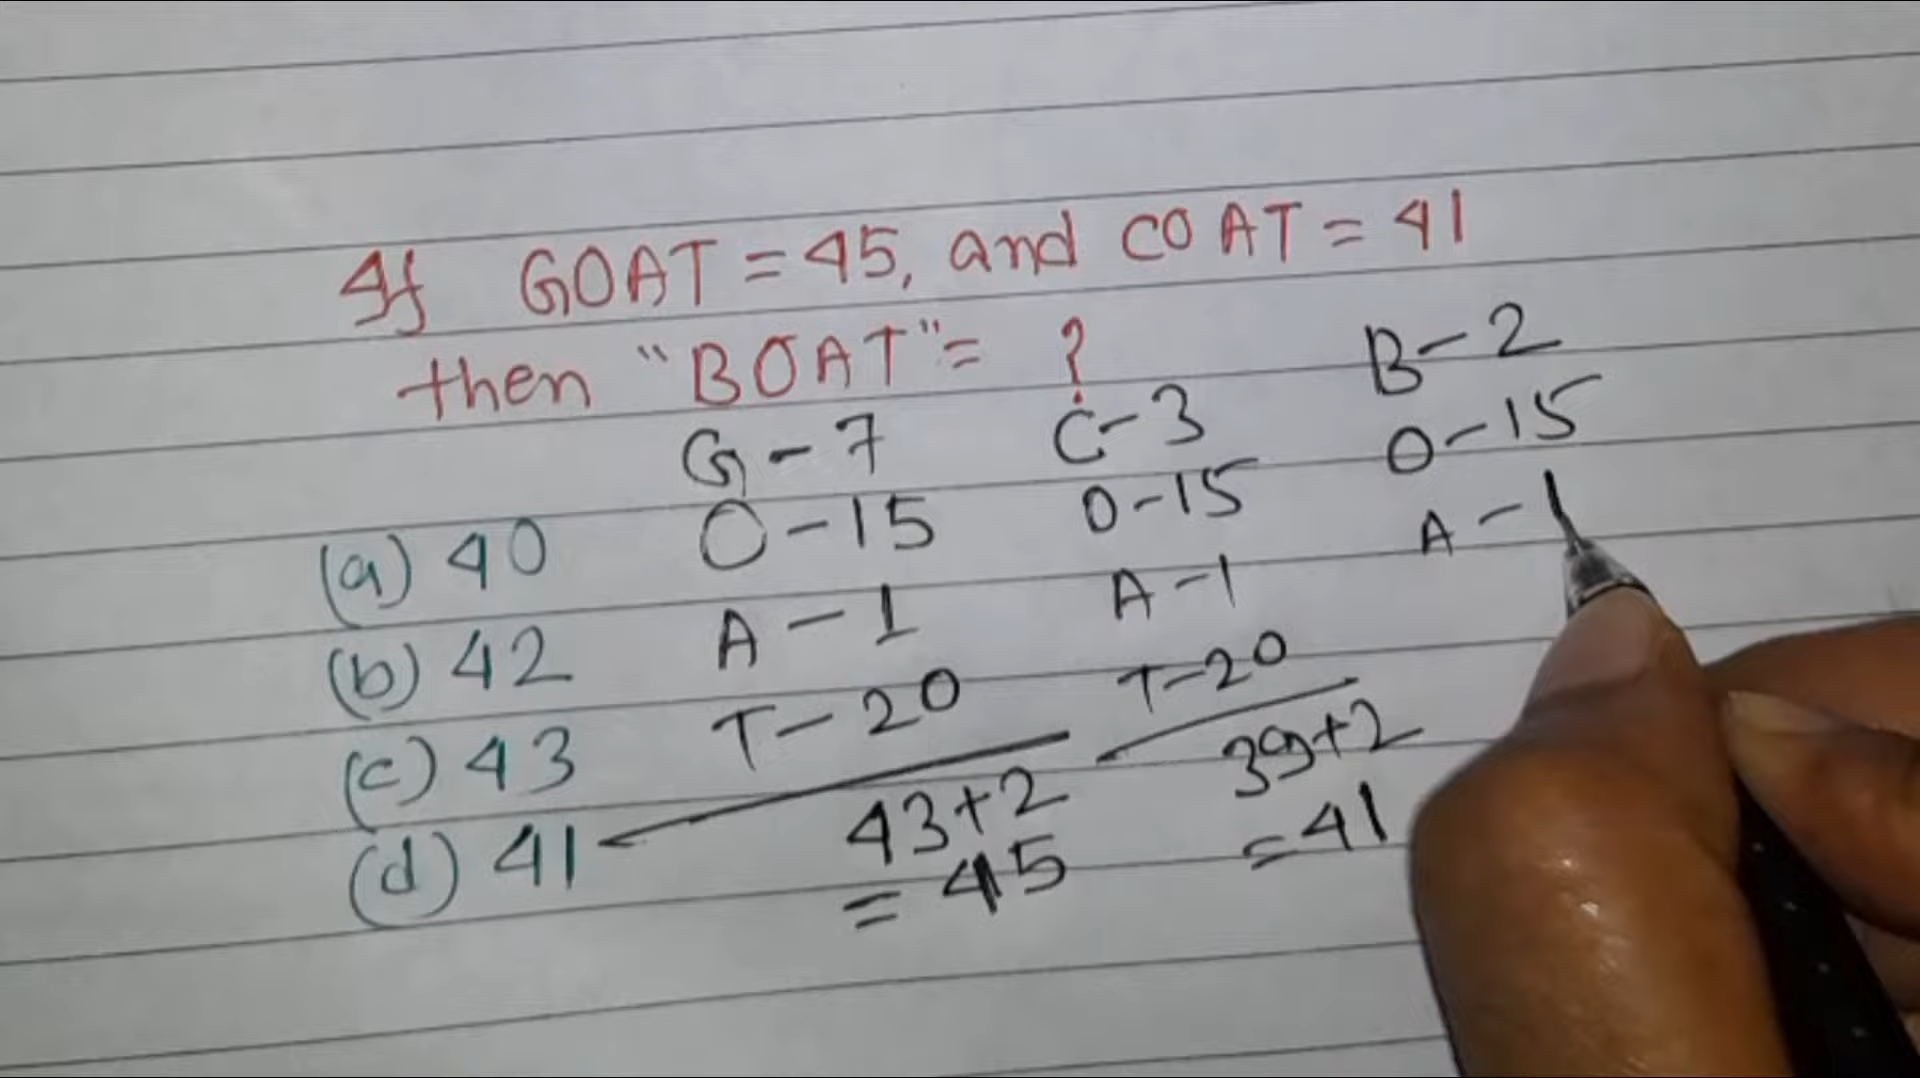 If GOAT = 45, and COAT = 41
then "BOAT" = ?
(a) 40
(b) 42
(c) 43
(d) 41
G - 7
O - 15
A - 1
T - 20
43+2
= 45
C - 3
O - 15
A - 1
T - 20
39+2
= 41
B - 2
O - 15
A - 1